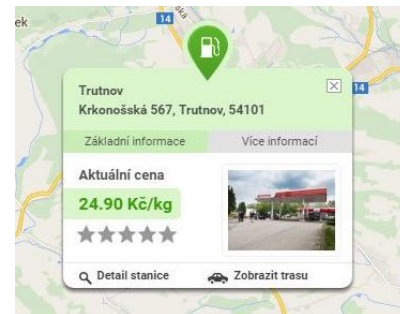 ek
14
Trutnov
Krkonošská 567, Trutnov, 54101
14
Základní informace
Více informací
Aktuální cena
24.90 Kč/kg
Detail stanice
Zobrazit trasu